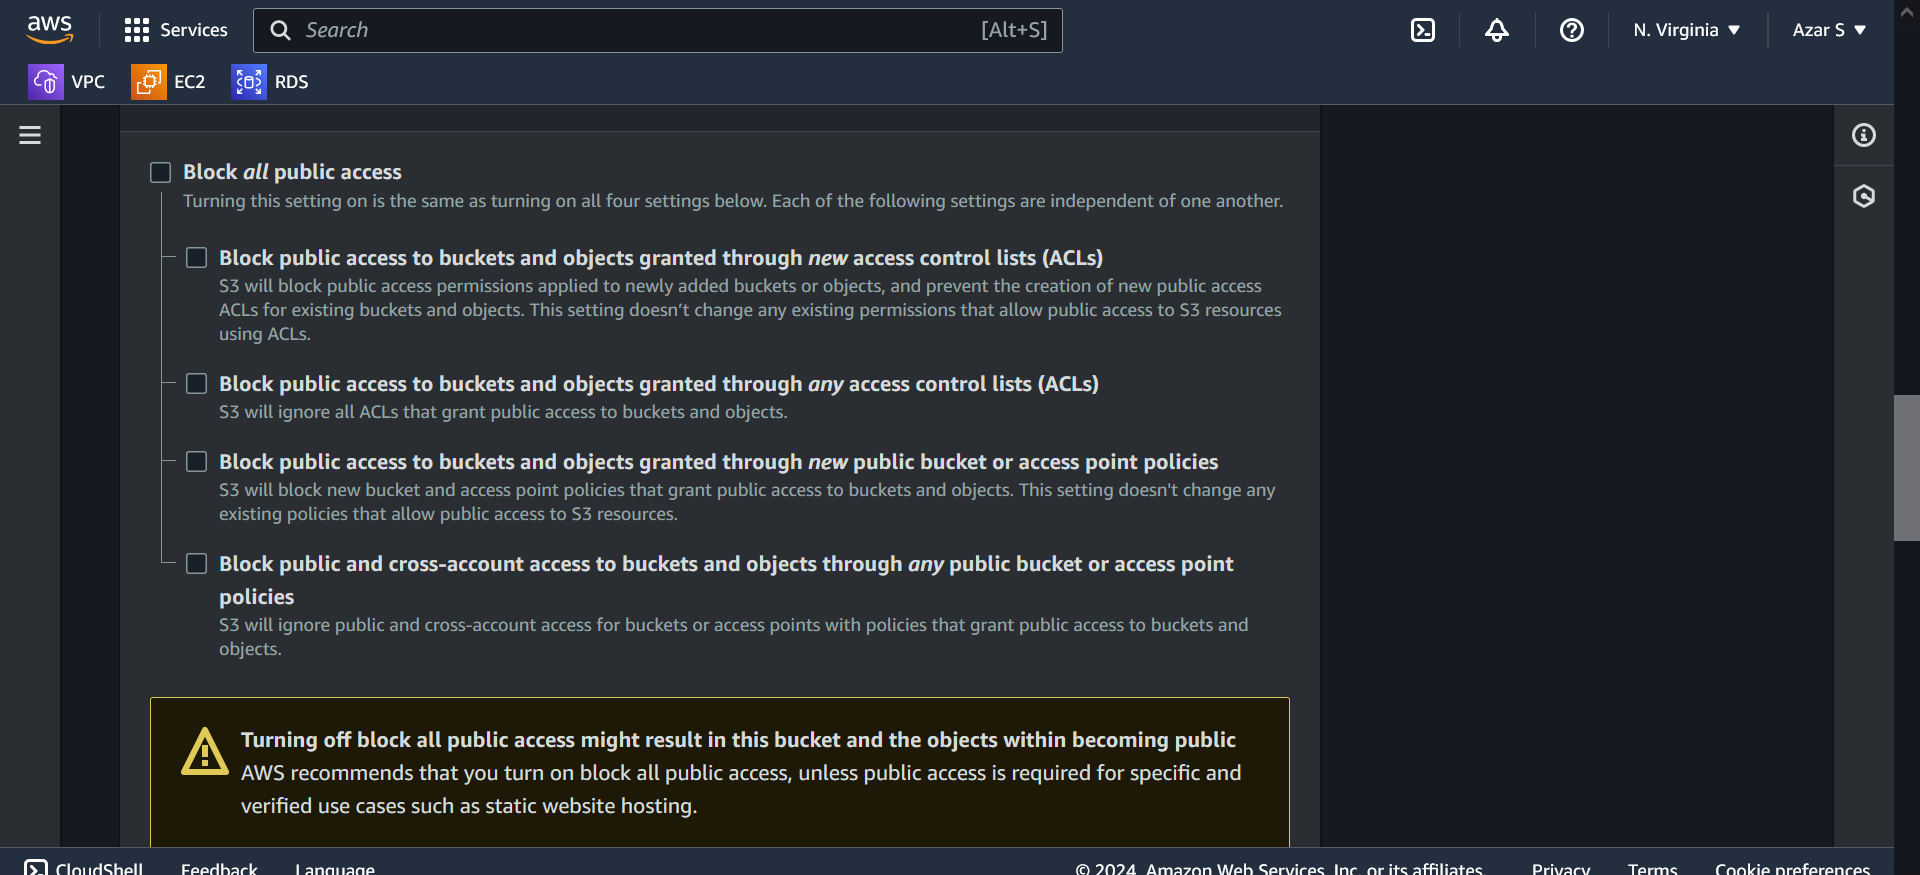 aws
Services
Search
[Alt+S]
N. Virginia
Azar S
VPC
EC2
RDS
Block all public access
Turning this setting on is the same as turning on all four settings below. Each of the following settings are independent of one another.
Block public access to buckets and objects granted through new access control lists (ACLs)
S3 will block public access permissions applied to newly added buckets or objects, and prevent the creation of new public access
ACLs for existing buckets and objects. This setting doesn’t change any existing permissions that allow public access to S3 resources
using ACLs.
Block public access to buckets and objects granted through any access control lists (ACLs)
S3 will ignore all ACLs that grant public access to buckets and objects.
Block public access to buckets and objects granted through new public bucket or access point policies
S3 will block new bucket and access point policies that grant public access to buckets and objects. This setting doesn't change any
existing policies that allow public access to S3 resources.
Block public and cross-account access to buckets and objects through any public bucket or access point
policies
S3 will ignore public and cross-account access for buckets or access points with policies that grant public access to buckets and
objects.
Turning off block all public access might result in this bucket and the objects within becoming public
AWS recommends that you turn on block all public access, unless public access is required for specific and
verified use cases such as static website hosting.
CloudShell
Feedback
Language
© 2024, Amazon Web Services, Inc. or its affiliates.
Privacy
Terms
Cookie preferences